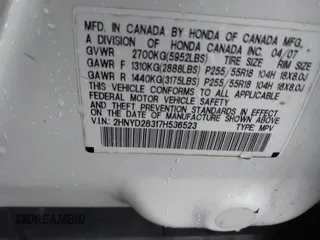 MFD. IN CANADA BY HONDA OF CANADA MFG.,
A DIVISION OF HONDA CANADA INC. 04/07
GVWR 2700KG(5952LBS) TIRE SIZE RIM SIZE
GAWR F 1310KG(2888LBS) P255/55R18 104H 18X8.0J
GAWR R 1440KG(3175LBS) P255/55R18 104H 18X8.0J
THIS VEHICLE CONFORMS TO ALL APPLICABLE
FEDERAL MOTOR VEHICLE SAFETY AND
THEFT PREVENTION STANDARDS IN
EFFECT ON THE DATE OF
MANUFACTURE SHOWN ABOVE.
V.I.N.: 2HNYD28317H536523 TYPE: MPV
IDREAMBID